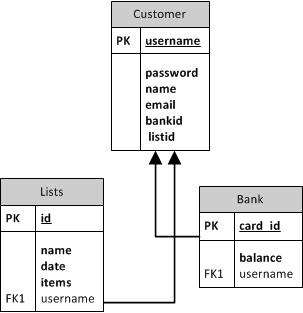 Customer
PK username
password
name
email
bankid
listid
Lists
PK id
name
date
items
FK1 username
Bank
PK card_id
balance
FK1 username